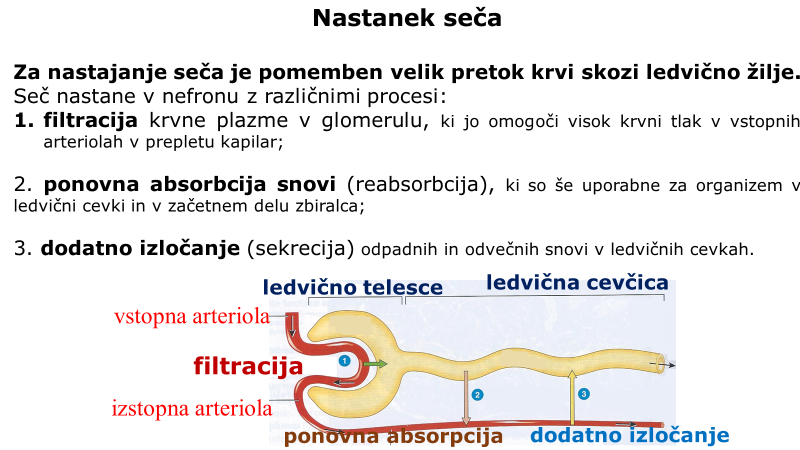 Nastanek seča
Za nastajanje seča je pomemben velik pretok krvi skozi ledvično žilje.
Seč nastane v nefronu z različnimi procesi:
1. filtracija krvne plazme v glomerulu, ki jo omogoči visok krvni tlak v vstopnih
arteriolah v prepletu kapilar;
2. ponovna absorbcija snovi (reabsorbcija), ki so še uporabne za organizem v
ledvični cevki in v začetnem delu zbiralca;
3. dodatno izločanje (sekrecija) odpadnih in odvečnih snovi v ledvičnih cevkah.
ledvično telesce
ledvična cevčica
vstopna arteriola
filtracija
1
izstopna arteriola
2
3
ponovna absorpcija
dodatno izločanje